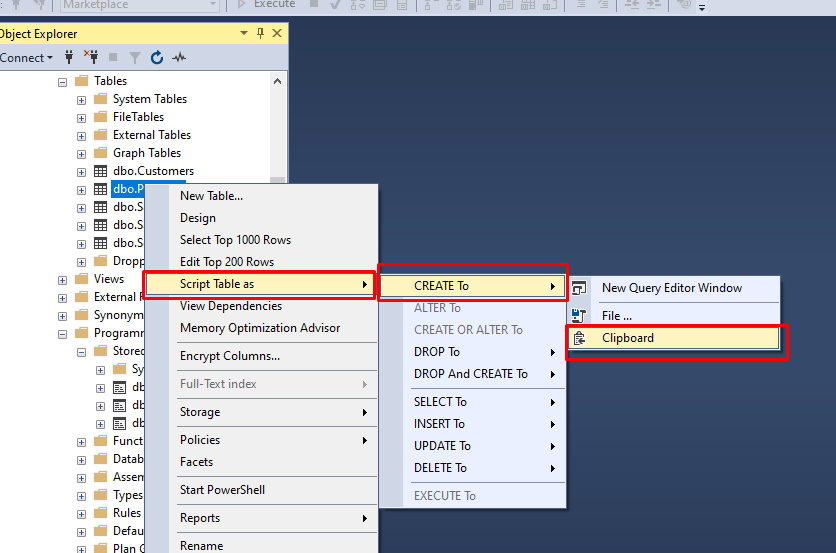 Marketplace
Execute
Object Explorer
Connect
Tables
System Tables
FileTables
External Tables
Graph Tables
dbo.Customers
dbo.P
dbo.S
dbo.S
dbo.S
Dropp
Views
External
Synonym
Programm
Stored
Sy
db
db
db
Funct
Datab
Assem
Types
Rules
Defau
Plan G
New Table...
Design
Select Top 1000 Rows
Edit Top 200 Rows
Script Table as
View Dependencies
Memory Optimization Advisor
Encrypt Columns...
Full-Text index
Storage
Policies
Facets
Start PowerShell
Reports
Rename
CREATE To
ALTER To
CREATE OR ALTER To
DROP To
DROP And CREATE To
SELECT To
INSERT To
UPDATE To
DELETE To
EXECUTE To
New Query Editor Window
File ...
Clipboard